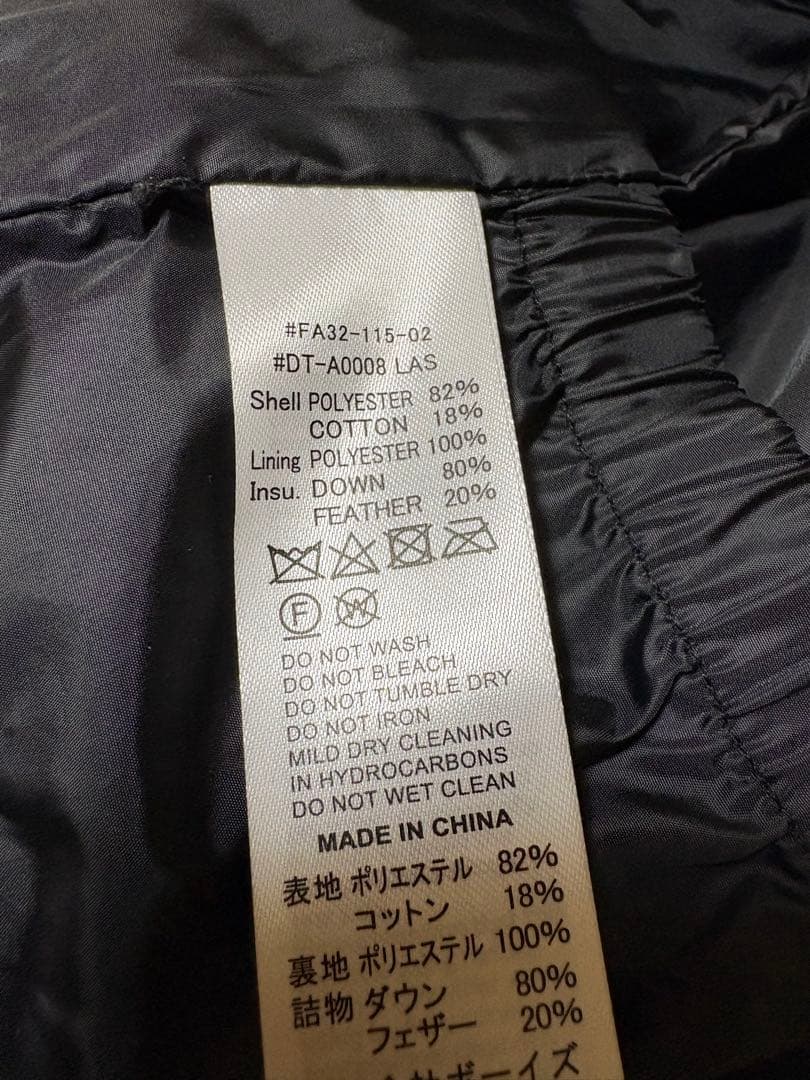 #FA32-115-02
#DT-A0008 LAS
Shell POLYESTER 82%
COTTON 18%
Lining POLYESTER 100%
Insu. DOWN 80%
FEATHER 20%
F W
DO NOT WASH
DO NOT BLEACH
DO NOT TUMBLE DRY
DO NOT IRON
MILD DRY CLEANING
IN HYDROCARBONS
DO NOT WET CLEAN
MADE IN CHINA
表地 ポリエステル 82%
コットン 18%
裏地 ポリエステル 100%
詰物 ダウン 80%
フェザー 20%
ボーイズ